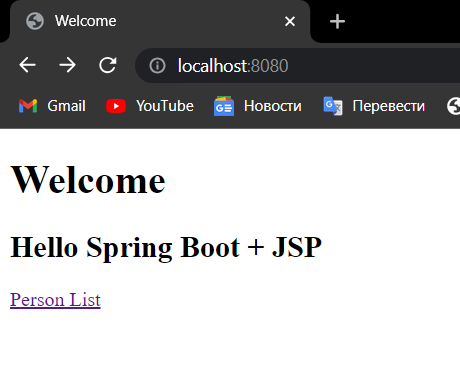 Welcome
localhost:8080
Gmail YouTube Новости Перевести
Welcome
Hello Spring Boot + JSP
Person List